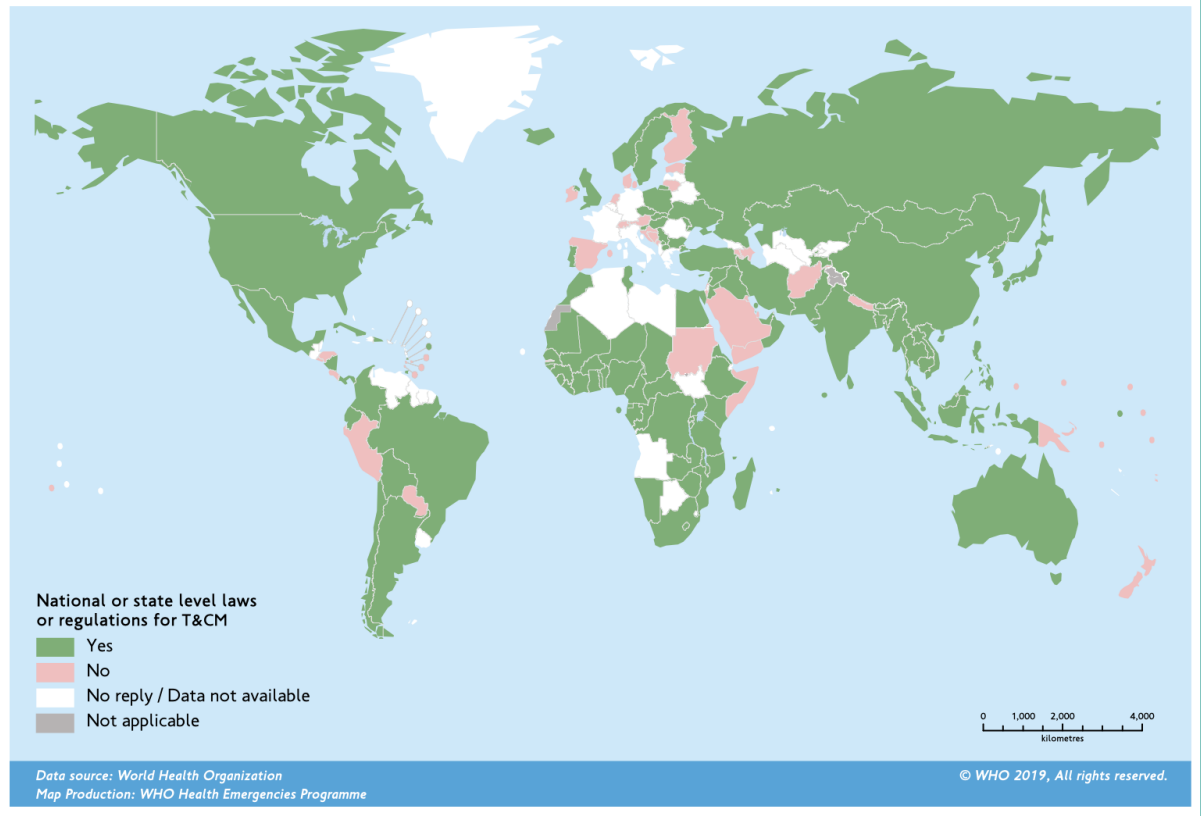 National or state level laws
or regulations for T&CM
Yes
No
No reply / Data not available
Not applicable
0 1,000 2,000 4,000
kilometres
Data source: World Health Organization
Map Production: WHO Health Emergencies Programme
© WHO 2019, All rights reserved.